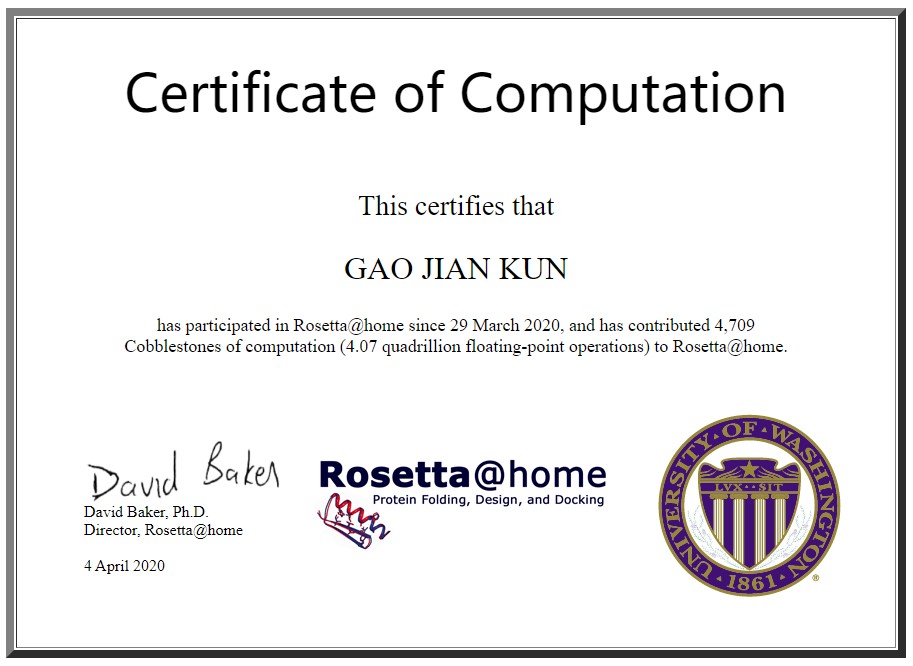 Certificate of Computation
This certifies that
GAO JIAN KUN
has participated in Rosetta@home since 29 March 2020, and has contributed 4,709
Cobblestones of computation (4.07 quadrillion floating-point operations) to Rosetta@home.
David Baker
David Baker, Ph.D.
Director, Rosetta@home
4 April 2020
Rosetta@home
Protein Folding, Design, and Docking
UNIVERSITY·OF·WASHINGTON
LVX··SIT
·1861·
®